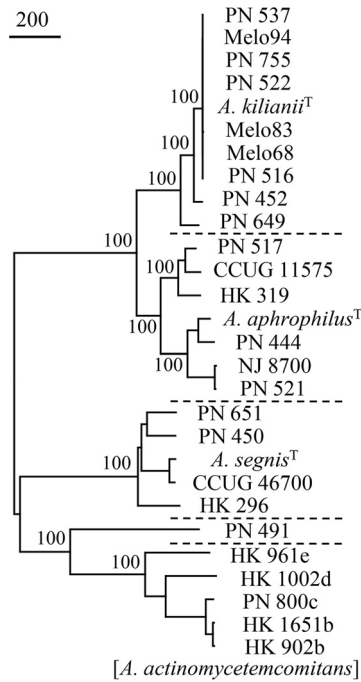 200
PN 537
Melo94
PN 755
PN 522
100
A. kilianiiᵀ
Melo83
Melo68
100
PN 516
100
PN 452
PN 649
100
PN 517
100
CCUG 11575
HK 319
100
A. aphrophilusᵀ
PN 444
100
NJ 8700
PN 521
PN 651
PN 450
100
A. segnisᵀ
CCUG 46700
HK 296
100
PN 491
100
HK 961e
HK 1002d
PN 800c
HK 1651b
HK 902b
[A. actinomycetemcomitans]